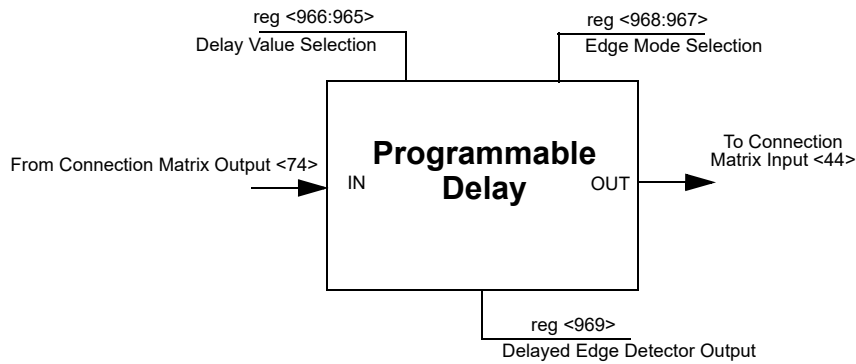 reg <966:965>
Delay Value Selection
reg <968:967>
Edge Mode Selection
From Connection Matrix Output <74>
IN
Programmable
Delay
OUT
To Connection
Matrix Input <44>
reg <969>
Delayed Edge Detector Output